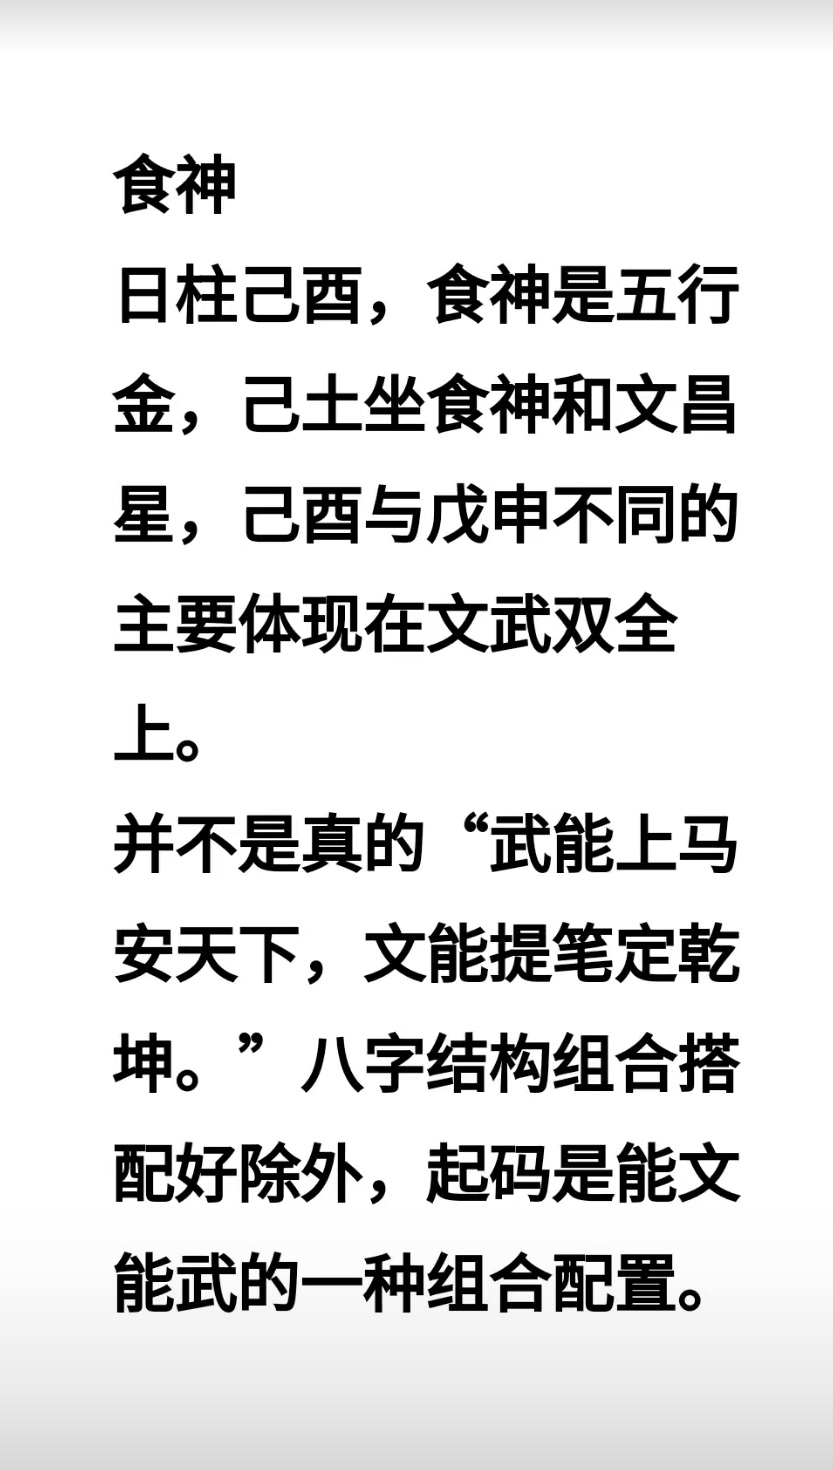 食神
日柱己酉，食神是五行
金，己土坐食神和文昌
星，己酉与戊申不同的
主要体现在文武双全
上。
并不是真的“武能上马
安天下，文能提笔定乾
坤。”八字结构组合搭
配好除外，起码是能文
能武的一种组合配置。